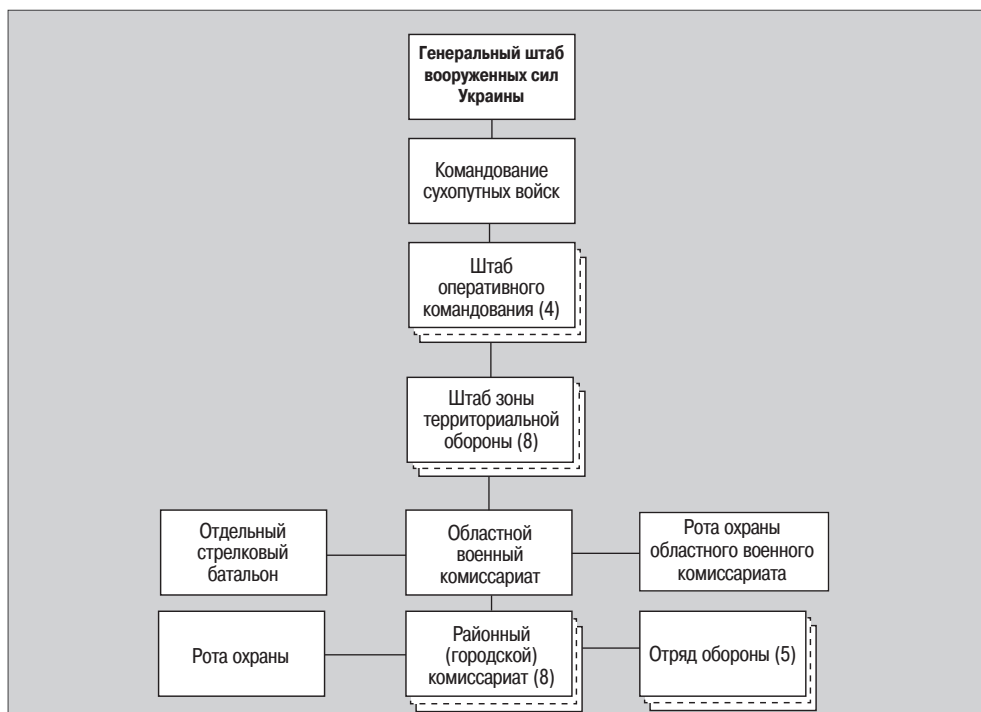 Генеральный штаб
вооруженных сил
Украины
Командование
сухопутных войск
Штаб
оперативного
командования (4)
Штаб зоны
территориальной
обороны (8)
Отдельный
стрелковый
батальон
Областной
военный
комиссариат
Рота охраны
областного военного
комиссариата
Рота охраны
Районный
(городской)
комиссариат (8)
Отряд обороны (5)